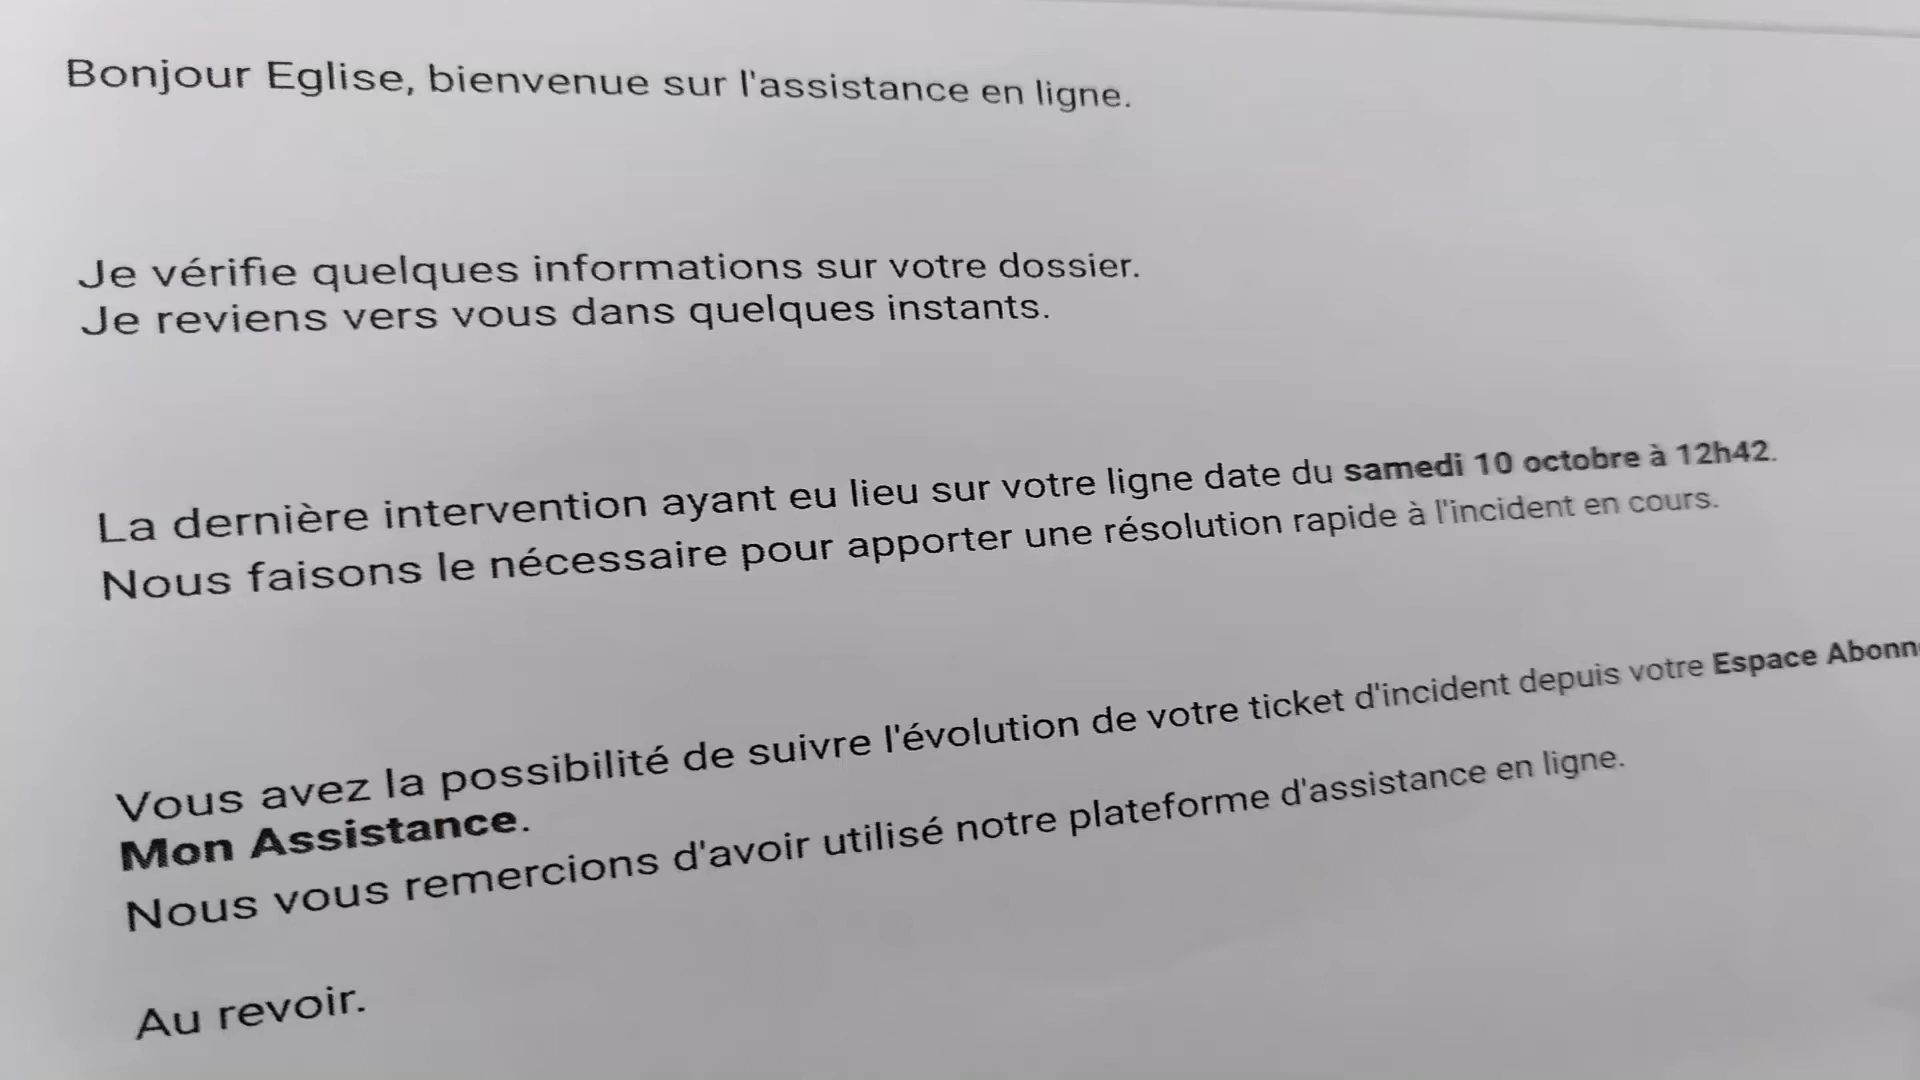 Bonjour Eglise, bienvenue sur l'assistance en ligne.
Je vérifie quelques informations sur votre dossier.
Je reviens vers vous dans quelques instants.
La dernière intervention ayant eu lieu sur votre ligne date du samedi 10 octobre à 12h42.
Nous faisons le nécessaire pour apporter une résolution rapide à l'incident en cours.
Vous avez la possibilité de suivre l'évolution de votre ticket d'incident depuis votre Espace Abonn
Mon Assistance.
Nous vous remercions d'avoir utilisé notre plateforme d'assistance en ligne.
Au revoir.